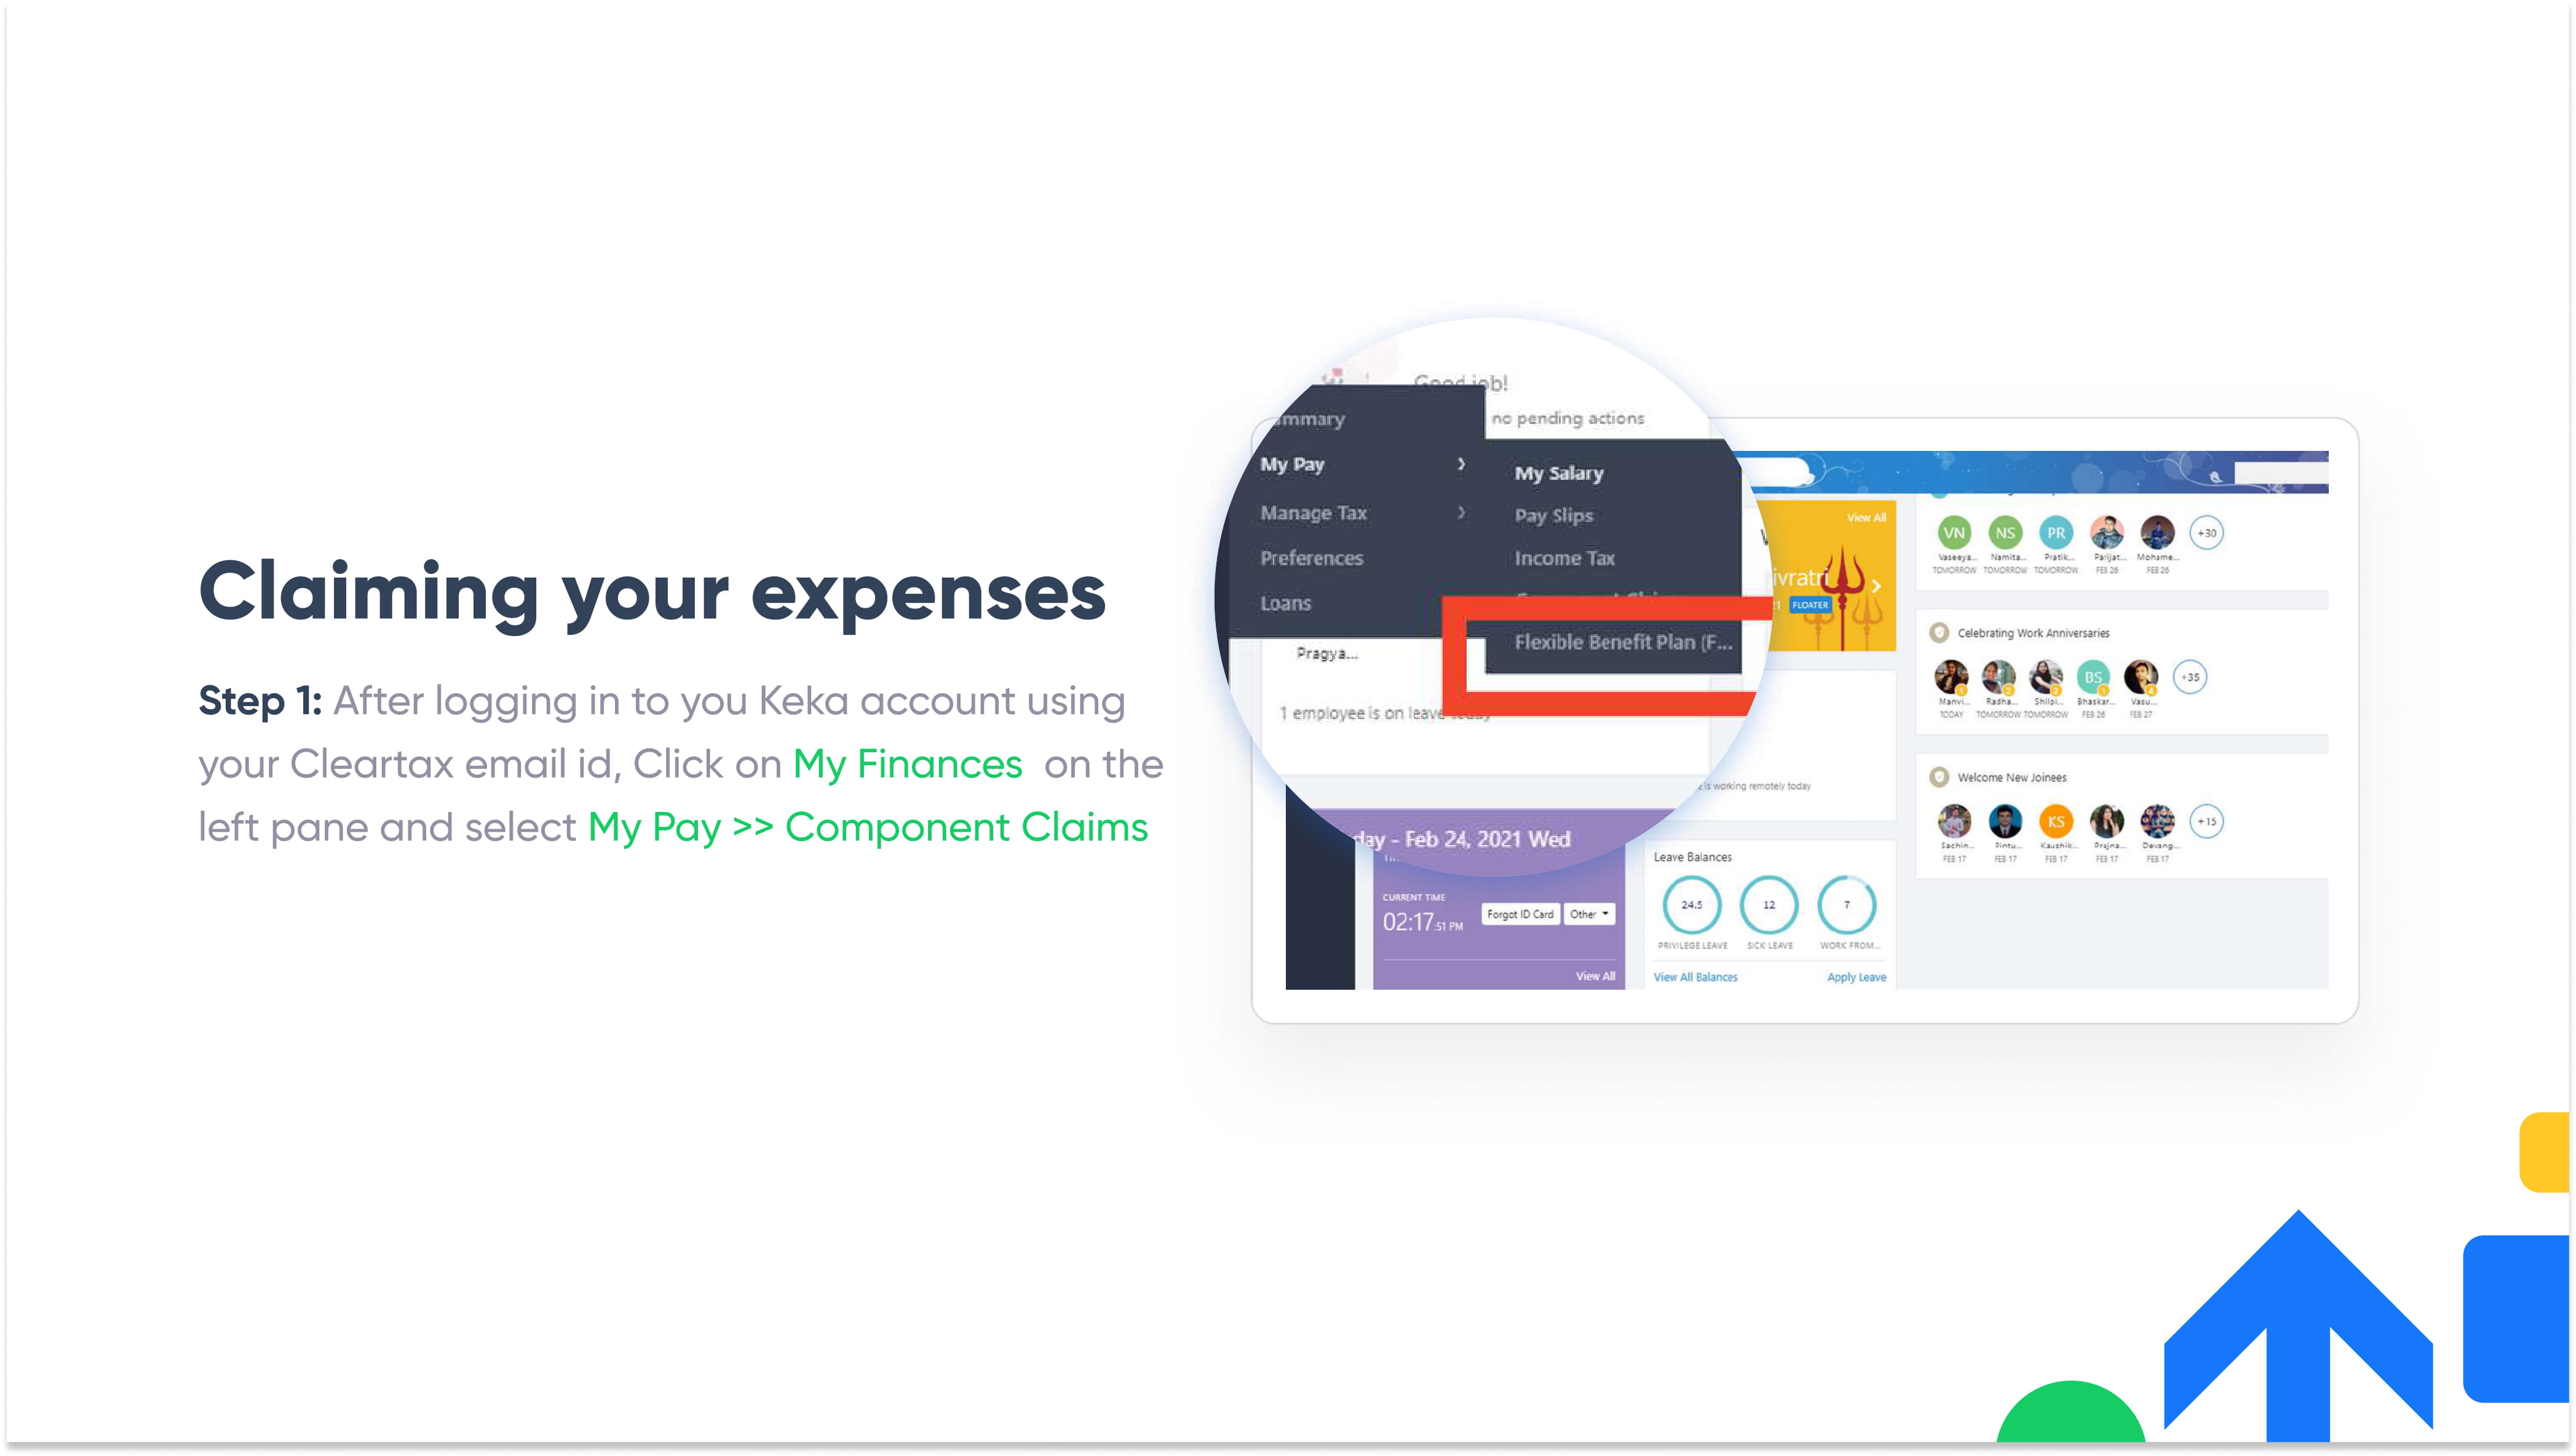 Claiming your expenses
Step 1: After logging in to you Keka account using
your Cleartax email id, Click on My Finances on the
left pane and select My Pay >> Component Claims
Good job!
no pending actions
My Pay
Manage Tax
Preferences
Loans
My Salary
Pay Slips
Income Tax
Flexible Benefit Plan (F...
Pragya...
1 employee is on leave today
day - Feb 24, 2021 Wed
CURRENT TIME
02:17:51 PM
Forgot ID Card
Other
View All
View All
FLOATER
is working remotely today
Leave Balances
24.5 12 7
PRIVILEGE LEAVE SICK LEAVE WORK FROM...
View All Balances Apply Leave
VN NS PR +30
Vaseeya... Namita... Pratik... Parijat... Mohame...
TOMORROW TOMORROW TOMORROW FEB 26 FEB 26
Celebrating Work Anniversaries
BS +35
Manvi... Radha... Shilpi... Bhaskar... Vasu...
TODAY TOMORROW TOMORROW FEB 26 FEB 27
Welcome New Joinees
KS +15
Sachin... Pintu... Kaushik... Prajna... Devang...
FEB 17 FEB 17 FEB 17 FEB 17 FEB 17